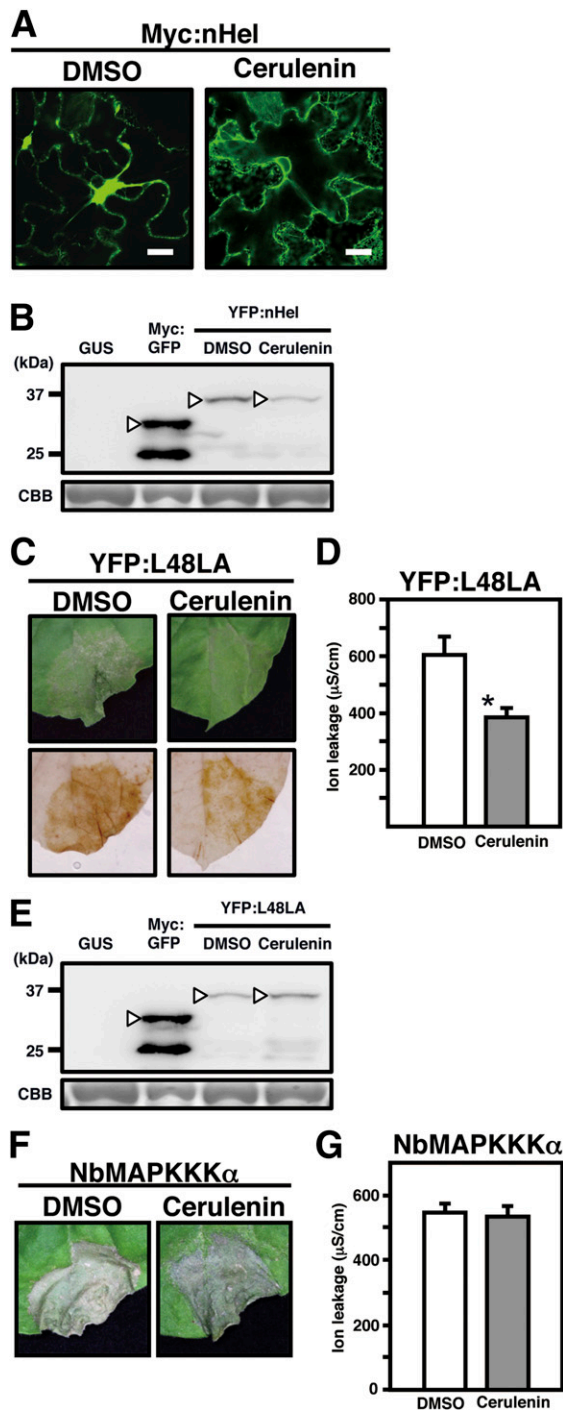 A
Myc:nHel
DMSO Cerulenin
B
YFP:nHel
Myc:
GUS GFP DMSO Cerulenin
(kDa)
37
25
CBB
C
YFP:L48LA
DMSO Cerulenin
D
YFP:L48LA
Ion leakage (μS/cm)
800
600
400
200
*
DMSO Cerulenin
E
YFP:L48LA
Myc:
GUS GFP DMSO Cerulenin
(kDa)
37
25
CBB
F
NbMAPKKKα
DMSO Cerulenin
G
NbMAPKKKα
Ion leakage (μS/cm)
600
400
200
0
DMSO Cerulenin